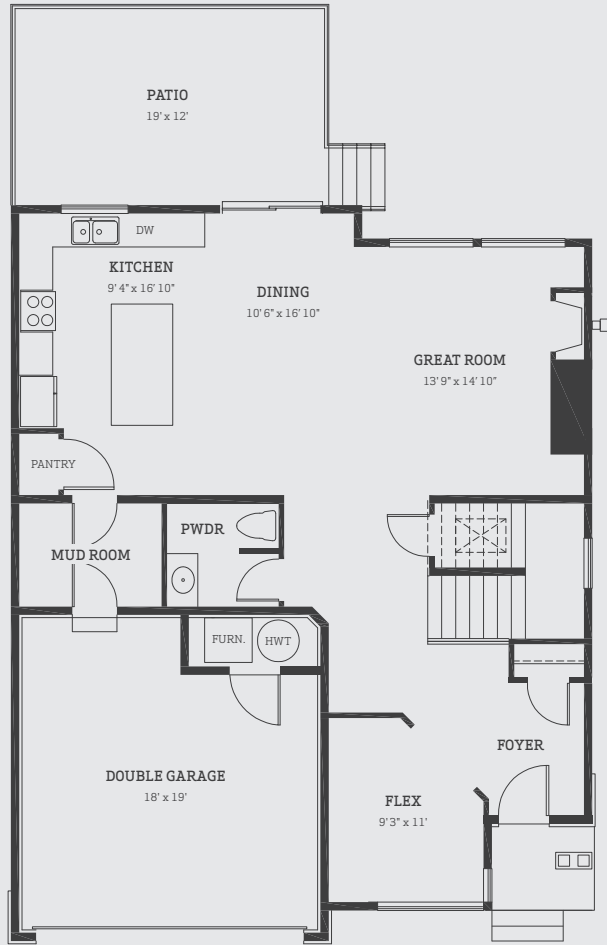 PATIO
19' x 12'
DW
KITCHEN
9' 4" x 16' 10"
DINING
10' 6" x 16' 10"
GREAT ROOM
13' 9" x 14' 10"
PANTRY
PWDR
MUD ROOM
FURN.
HWT
FOYER
DOUBLE GARAGE
18' x 19'
FLEX
9' 3" x 11'